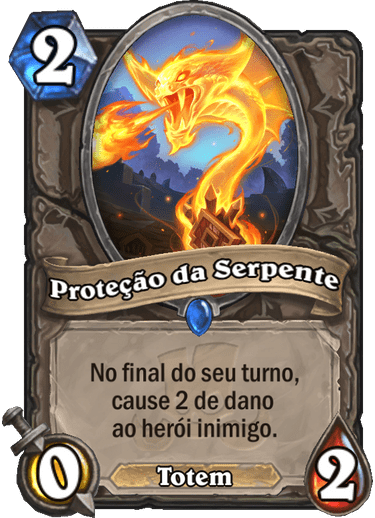 2
Proteção da Serpente
No final do seu turno,
cause 2 de dano
ao herói inimigo.
0
Totem
2